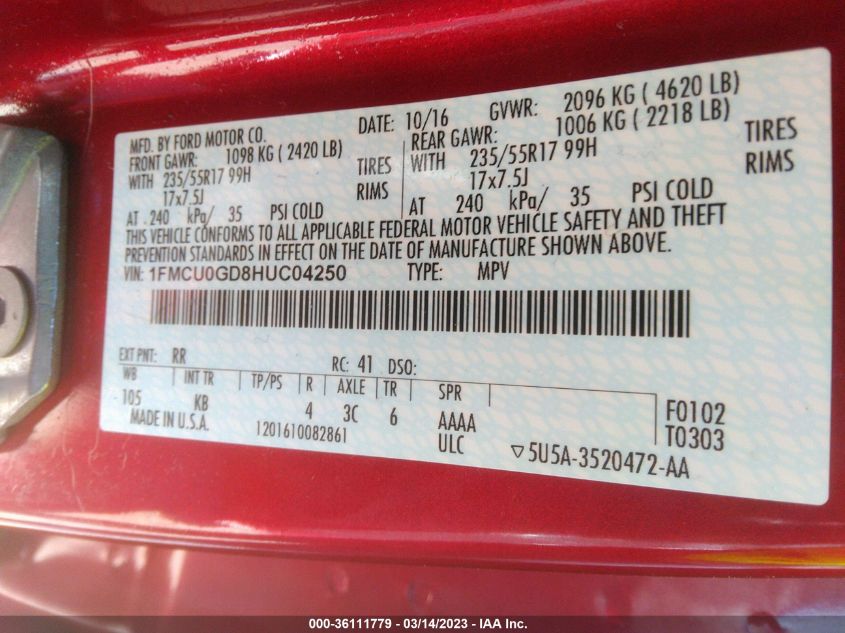 MFD. BY FORD MOTOR CO.
DATE: 10/16 GVWR: 2096 KG ( 4620 LB)
FRONT GAWR: 1098 KG ( 2420 LB)
REAR GAWR: 1006 KG ( 2218 LB)
WITH 235/55R17 99H TIRES
WITH 235/55R17 99H TIRES
17x7.5J RIMS
17x7.5J RIMS
AT 240 kPa/ 35 PSI COLD
AT 240 kPa/ 35 PSI COLD
THIS VEHICLE CONFORMS TO ALL APPLICABLE FEDERAL MOTOR VEHICLE SAFETY AND THEFT
PREVENTION STANDARDS IN EFFECT ON THE DATE OF MANUFACTURE SHOWN ABOVE.
VIN: 1FMCU0GD8HUC04250 TYPE: MPV
EXT PNT: RR RC: 41 DSO:
WB INT TR TP/PS R AXLE TR SPR
105 KB 4 3C 6 AAAA F0102
MADE IN U.S.A. 1201610082861 ULC T0303
▽5U5A-3520472-AA
000-36111779 - 03/14/2023 - IAA Inc.